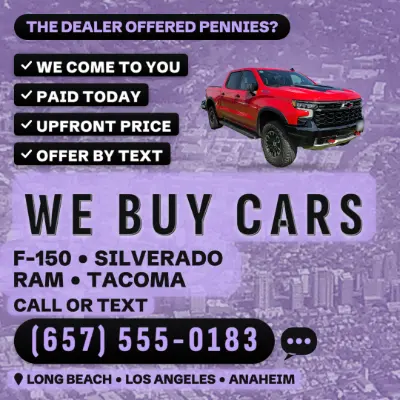 THE DEALER OFFERED PENNIES?
✓ WE COME TO YOU
✓ PAID TODAY
✓ UPFRONT PRICE
✓ OFFER BY TEXT
WE BUY CARS
F-150 • SILVERADO
RAM • TACOMA
CALL OR TEXT
(657) 555-0183
LONG BEACH • LOS ANGELES • ANAHEIM